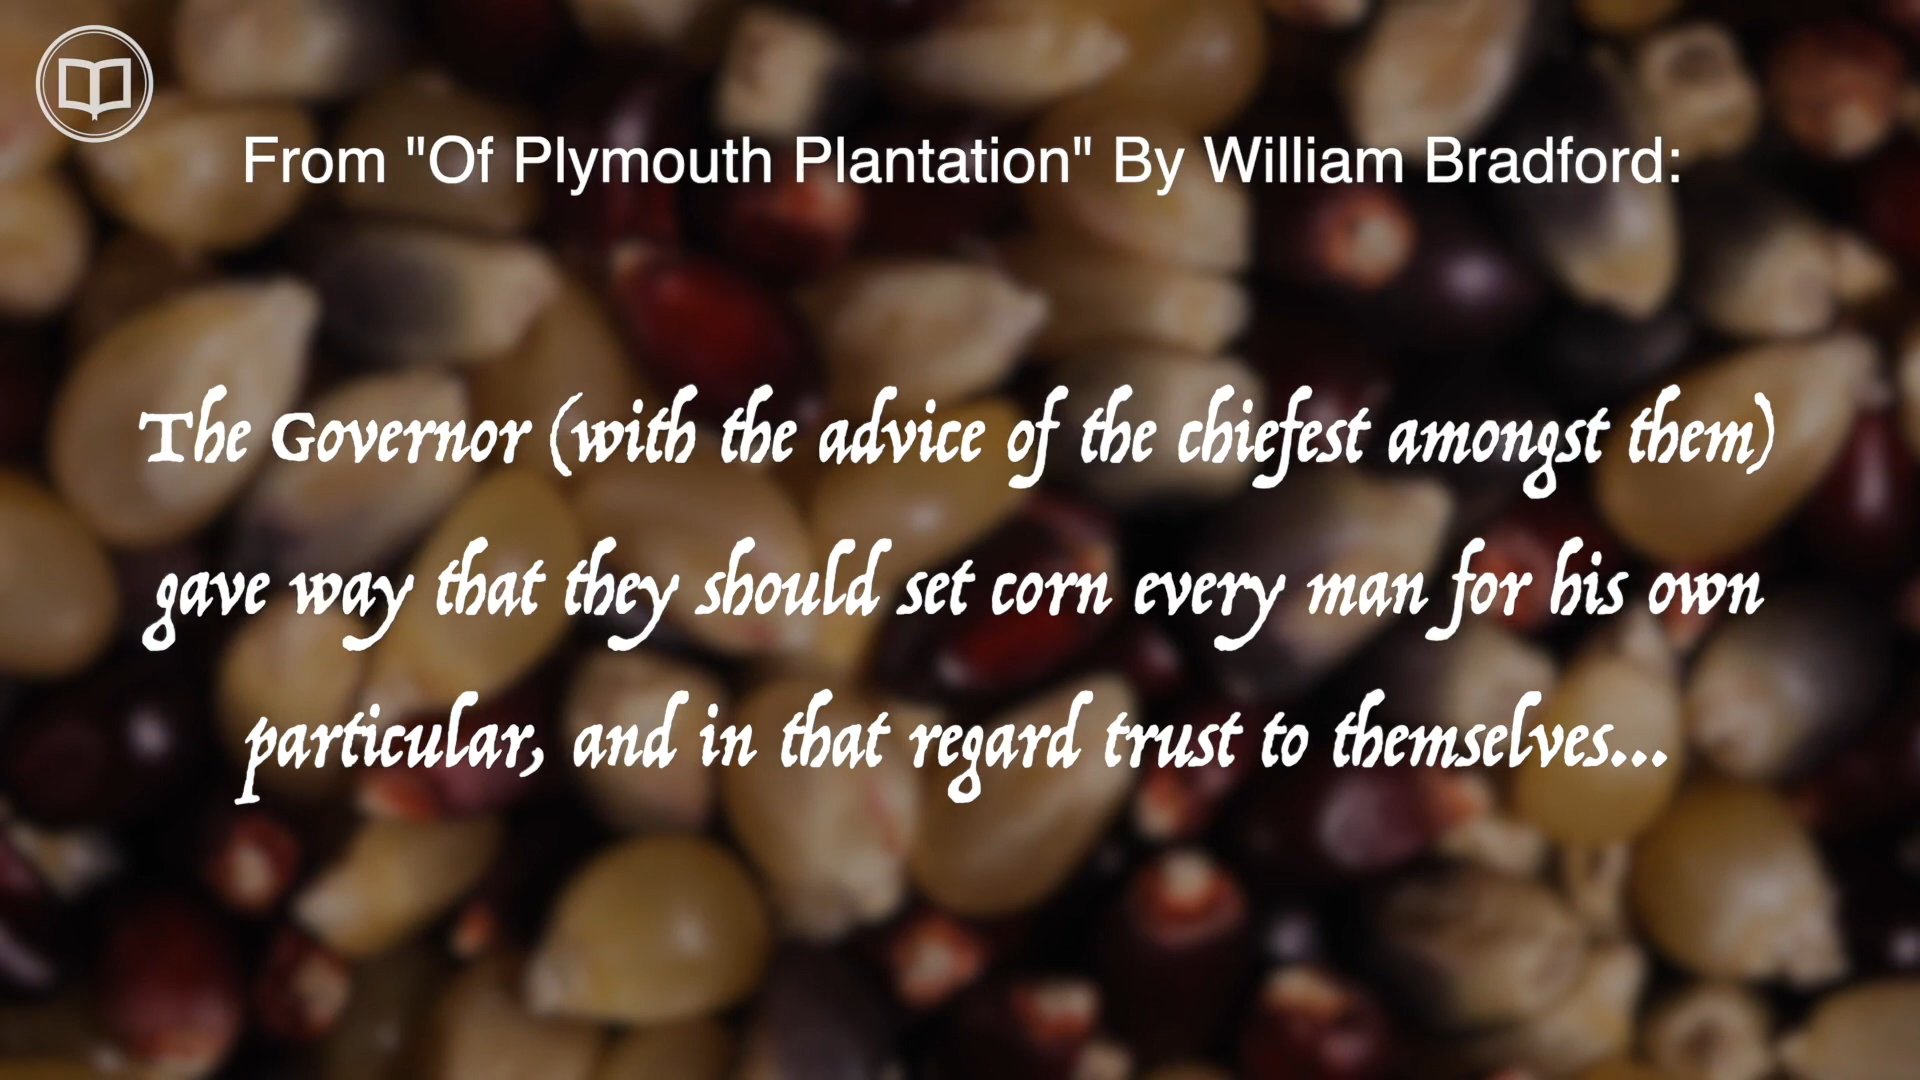 From "Of Plymouth Plantation" By William Bradford:
The Governor (with the advice of the chiefest amongst them)
gave way that they should set corn every man for his own
particular, and in that regard trust to themselves...